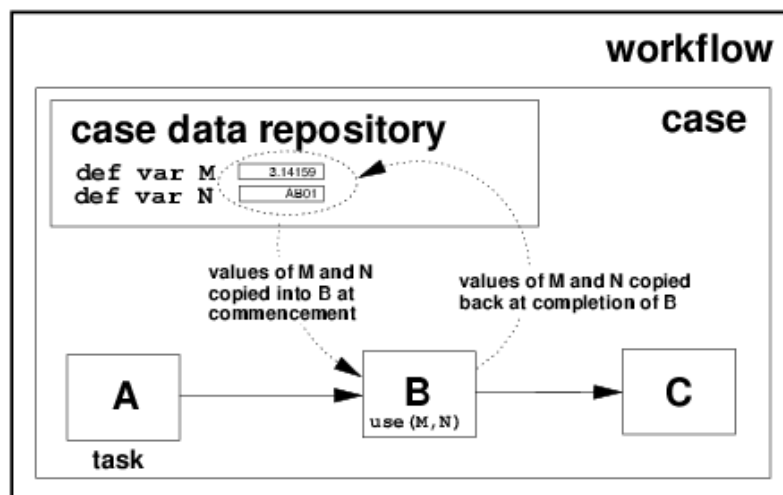 workflow
case
case data repository
def var M 3.14159
def var N AB01
values of M and N
copied into B at
commencement
values of M and N copied
back at completion of B
A
B
use(M,N)
C
task